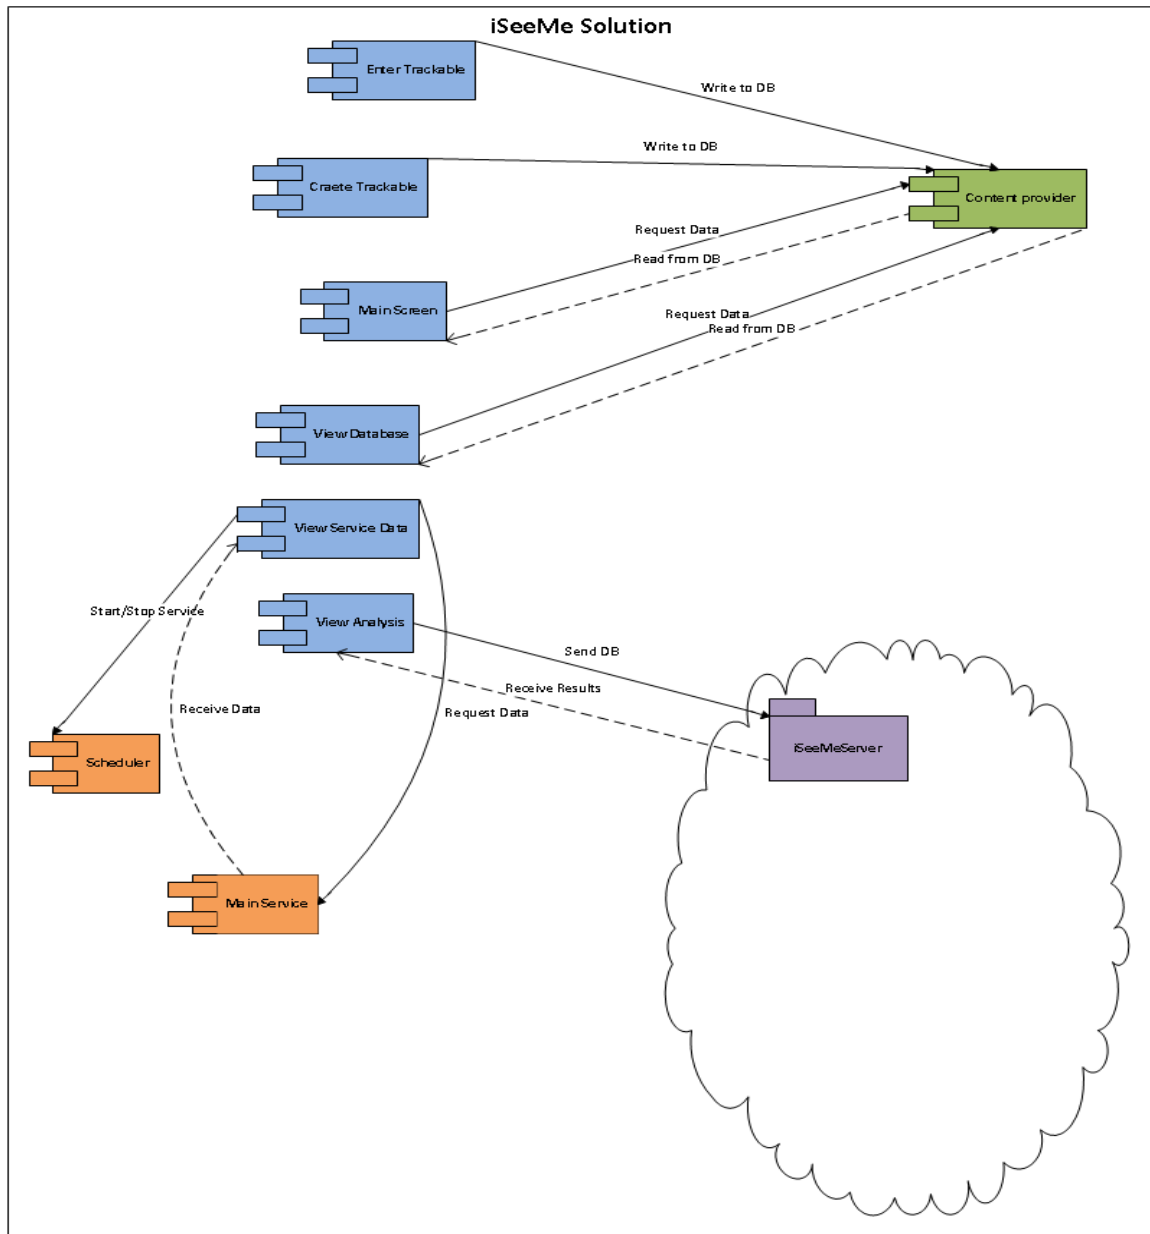 iSeeMe Solution
Enter Trackable
Write to DB
Write to DB
Craete Trackable
Content provider
Request Data
Read from DB
Main Screen
Request Data
Read from DB
View Database
View Service Data
Start/Stop Service
View Analysis
Send DB
Receive Results
Receive Data
Request Data
iSeeMeServer
Scheduler
Main Service